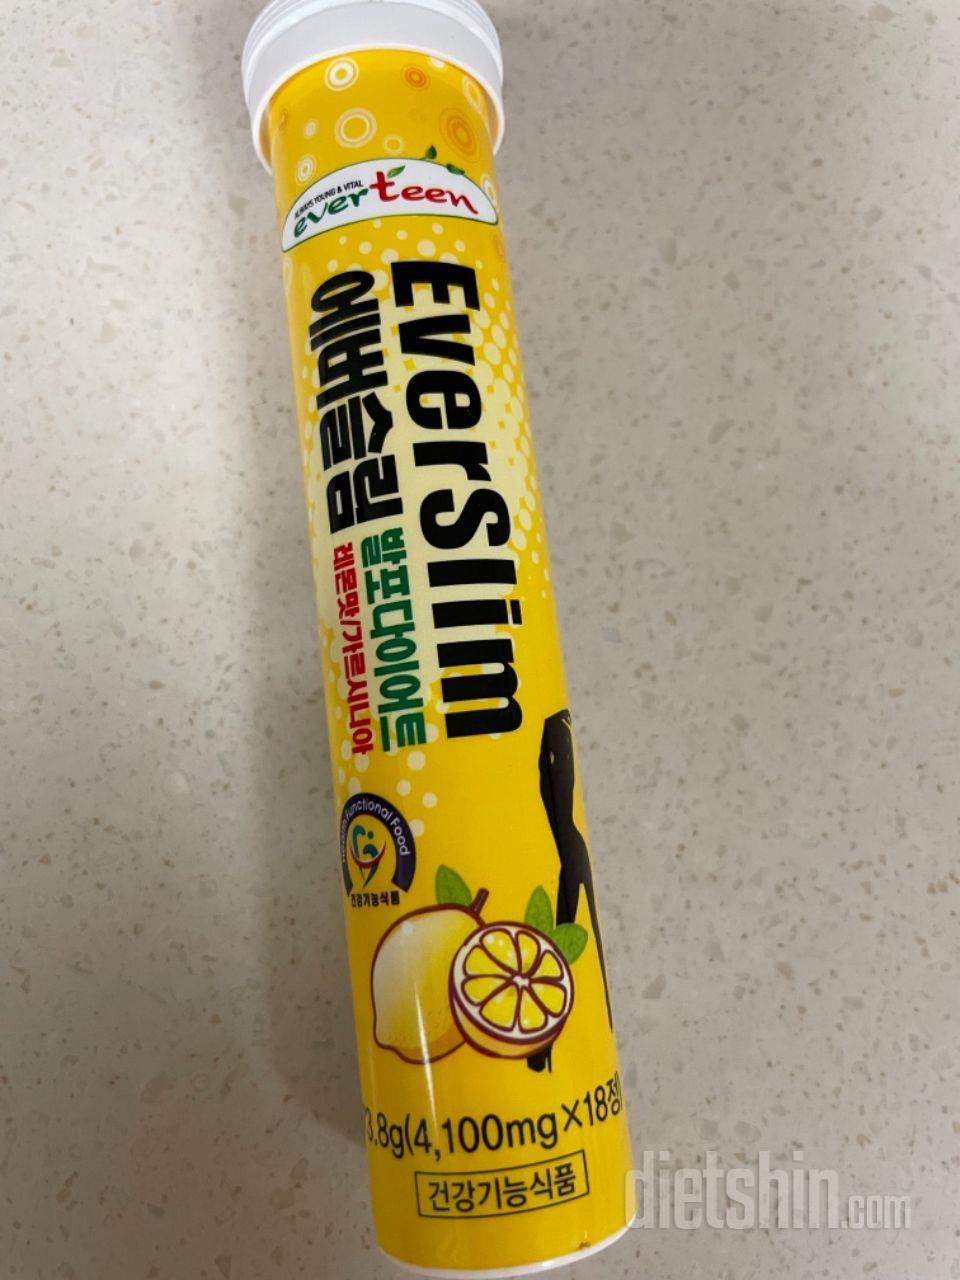 ALWAYS YOUNG & VITAL
everteen
EverSlim
에버슬림
발포다이어트
레몬맛/가르시니아
Health Functional Food
건강기능식품
3.8g(4,100mg×18정)
건강기능식품
dietshin.com